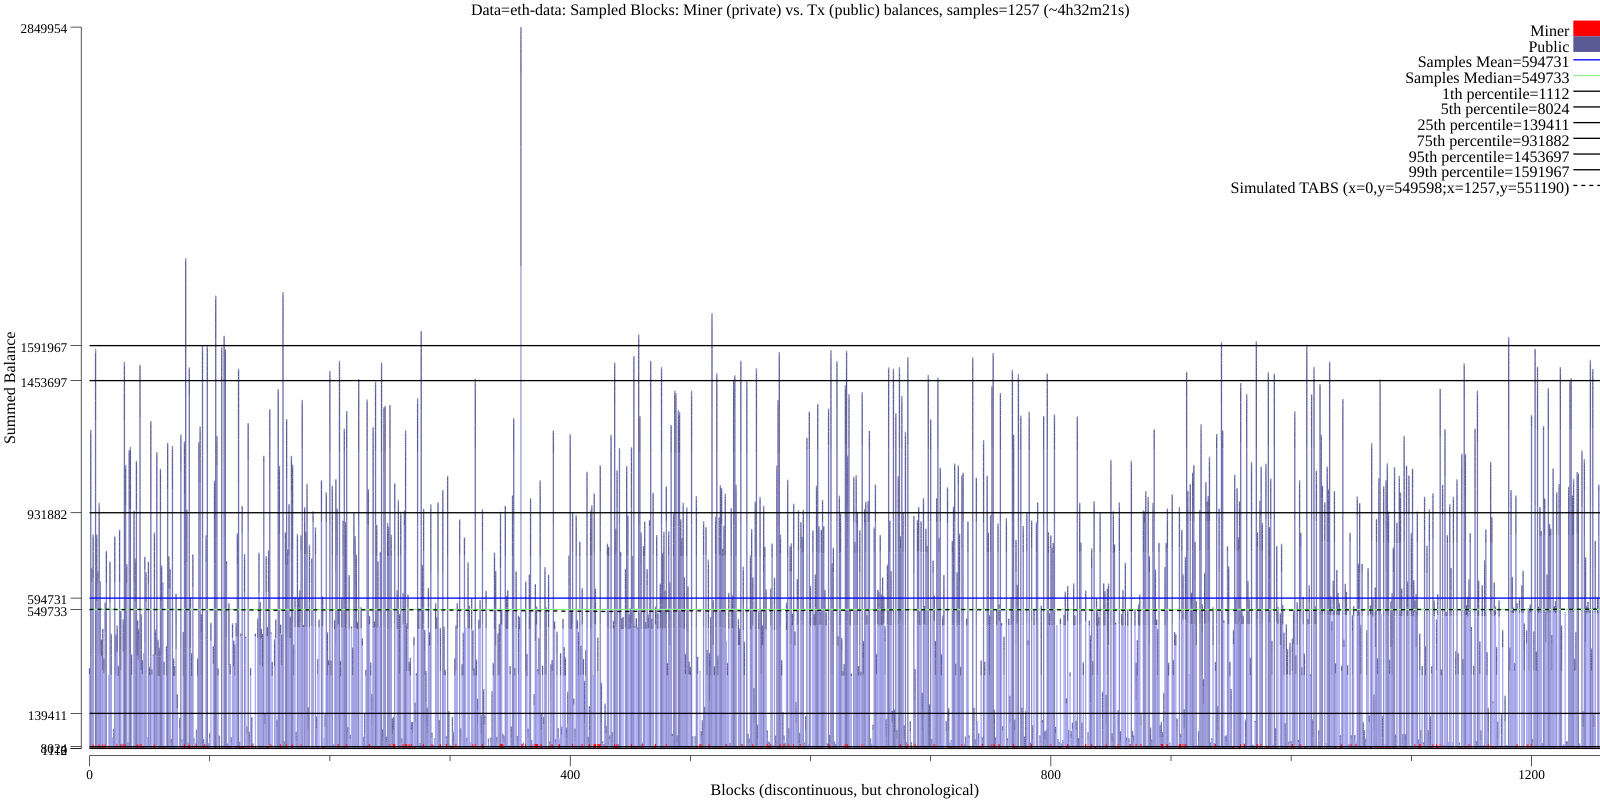 Data=eth-data: Sampled Blocks: Miner (private) vs. Tx (public) balances, samples=1257 (~4h32m21s)
Miner
Public
Samples Mean=594731
Samples Median=549733
1th percentile=1112
5th percentile=8024
25th percentile=139411
75th percentile=931882
95th percentile=1453697
99th percentile=1591967
Simulated TABS (x=0,y=549598;x=1257,y=551190)
Summed Balance
2849954
1591967
1453697
931882
594731
549733
139411
8024
0
400
800
1200
Blocks (discontinuous, but chronological)